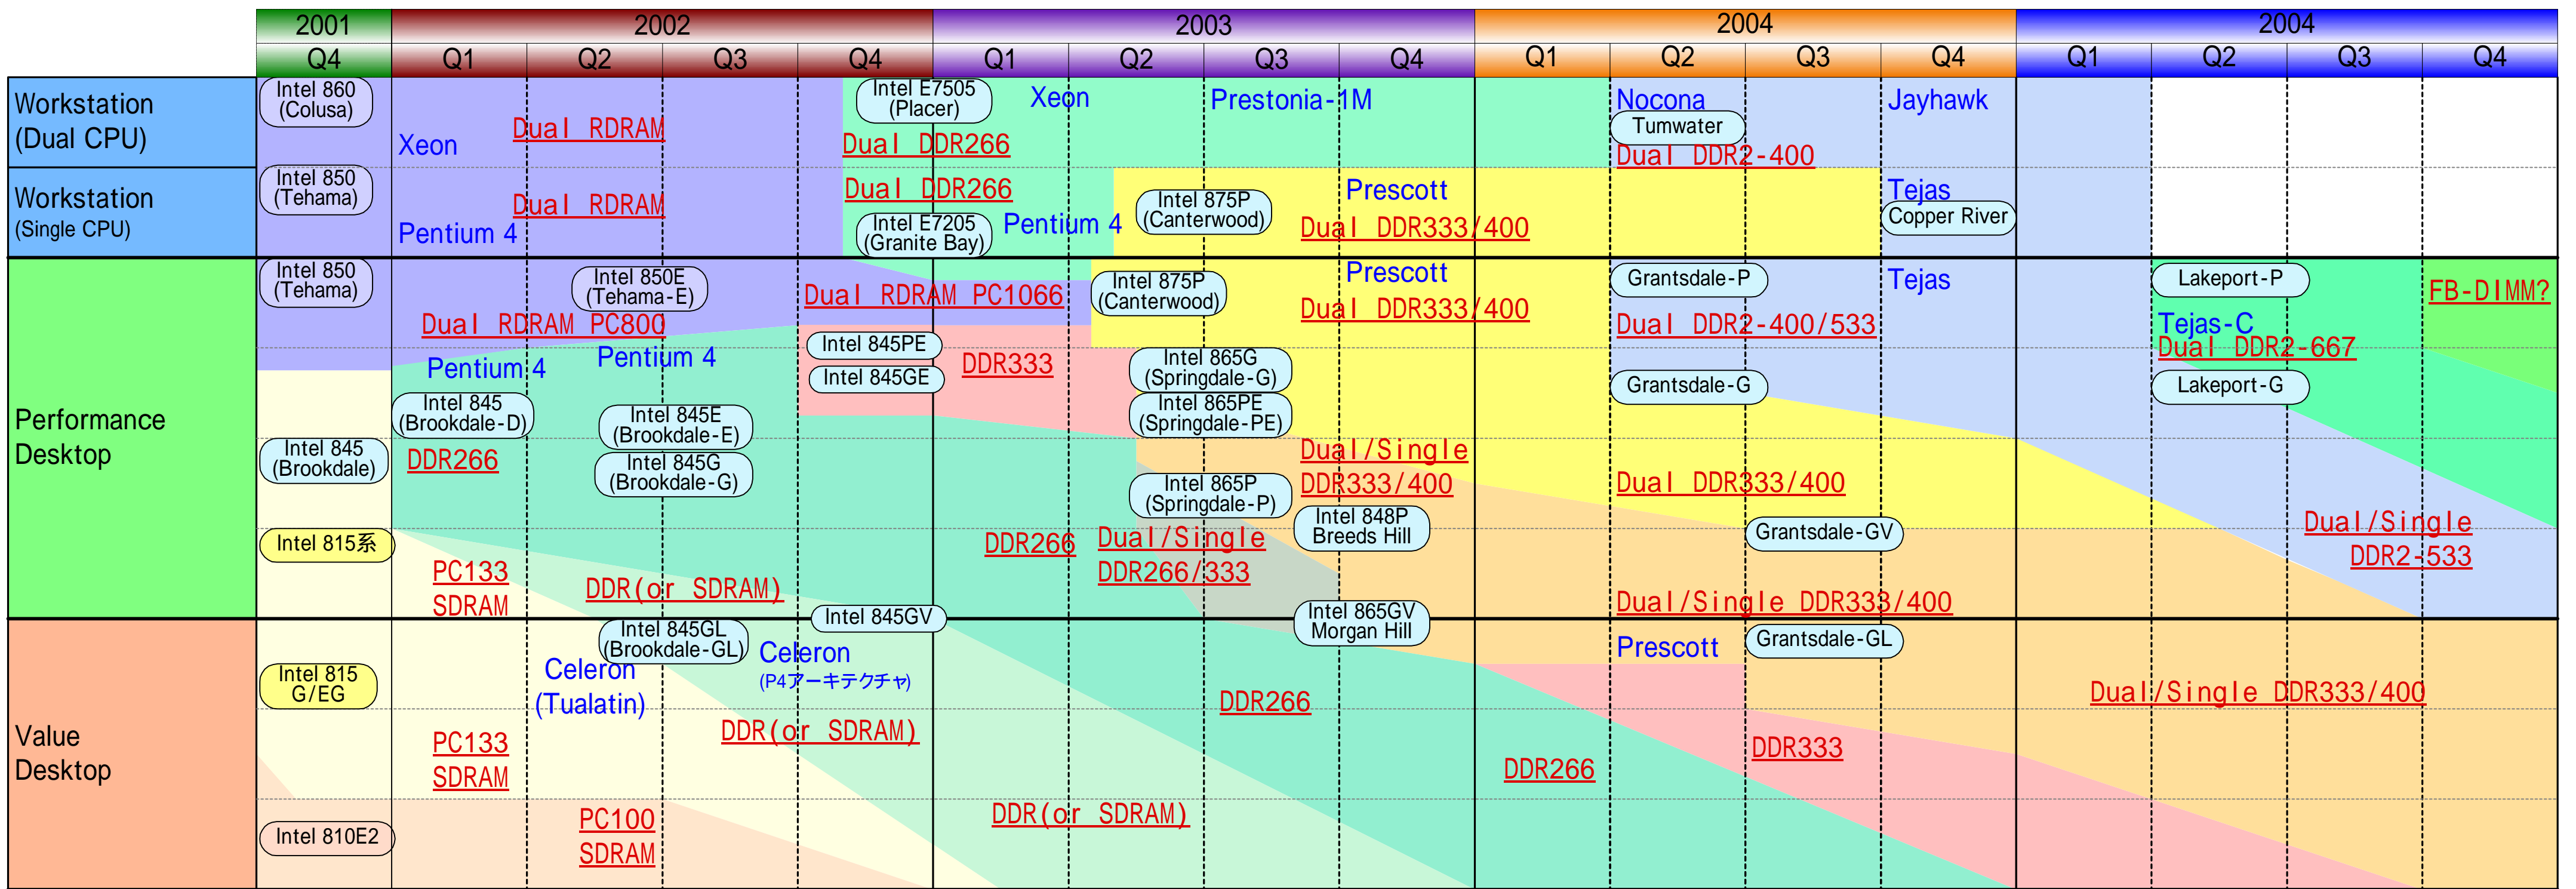 2001
2002
2003
2004
2004
Q4
Q1
Q2
Q3
Q4
Q1
Q2
Q3
Q4
Q1
Q2
Q3
Q4
Q1
Q2
Q3
Q4
Workstation
(Dual CPU)
Intel 860
(Colusa)
Xeon
Dual RDRAM
Intel E7505
(Placer)
Dual DDR266
Xeon
Prestonia-1M
Nocona
Tumwater
Dual DDR2-400
Jayhawk
Workstation
(Single CPU)
Intel 850
(Tehama)
Pentium 4
Dual RDRAM
Dual DDR266
Intel E7205
(Granite Bay)
Pentium 4
Intel 875P
(Canterwood)
Prescott
Dual DDR333/400
Tejas
Copper River
Performance
Desktop
Intel 850
(Tehama)
Intel 850E
(Tehama-E)
Dual RDRAM PC800
Dual RDRAM PC1066
Intel 875P
(Canterwood)
Prescott
Dual DDR333/400
Grantsdale-P
Dual DDR2-400/533
Tejas
Lakeport-P
Tejas-C
Dual DDR2-667
FB-DIMM?
Pentium 4
Pentium 4
Intel 845PE
Intel 845GE
DDR333
Intel 865G
(Springdale-G)
Intel 865PE
(Springdale-PE)
Grantsdale-G
Lakeport-G
Intel 845
(Brookdale)
Intel 845
(Brookdale-D)
DDR266
Intel 845E
(Brookdale-E)
Intel 845G
(Brookdale-G)
Intel 865P
(Springdale-P)
Dual/Single
DDR333/400
Dual DDR333/400
Intel 815系
PC133
SDRAM
DDR(or SDRAM)
DDR266
Dual/Single
DDR266/333
Intel 848P
Breeds Hill
Grantsdale-GV
Dual/Single DDR333/400
Dual/Single
DDR2-533
Intel 845GV
Intel 865GV
Morgan Hill
Value
Desktop
Intel 815
G/EG
Intel 845GL
(Brookdale-GL)
Celeron
(Tualatin)
Celeron
(P4アーキテクチャ)
Prescott
Grantsdale-GL
PC133
SDRAM
DDR(or SDRAM)
DDR266
DDR266
DDR333
Dual/Single DDR333/400
Intel 810E2
PC100
SDRAM
DDR(or SDRAM)